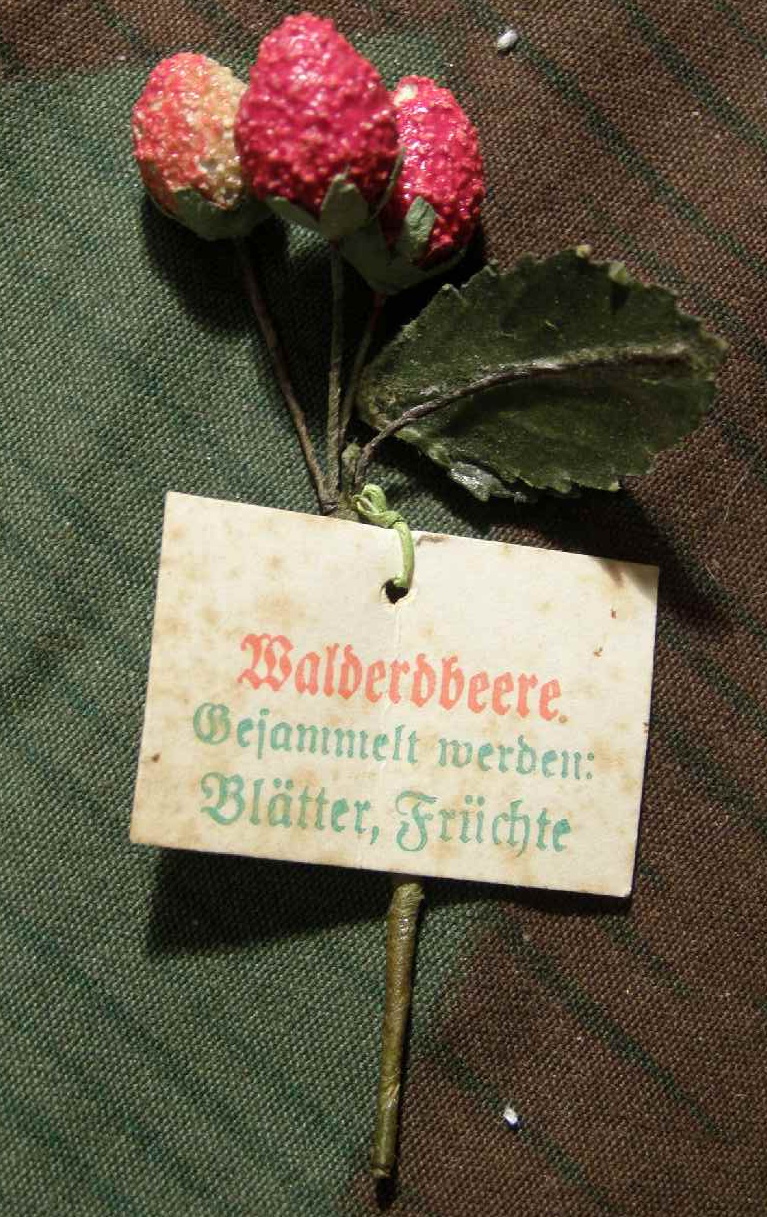 Walderdbeere.
Gesammelt werden:
Blätter, Früchte